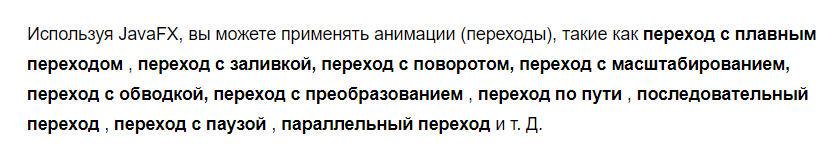 Используя JavaFX, вы можете применять анимации (переходы), такие как переход с плавным
переходом , переход с заливкой, переход с поворотом, переход с масштабированием,
переход с обводкой, переход с преобразованием , переход по пути , последовательный
переход , переход с паузой , параллельный переход и т. Д.